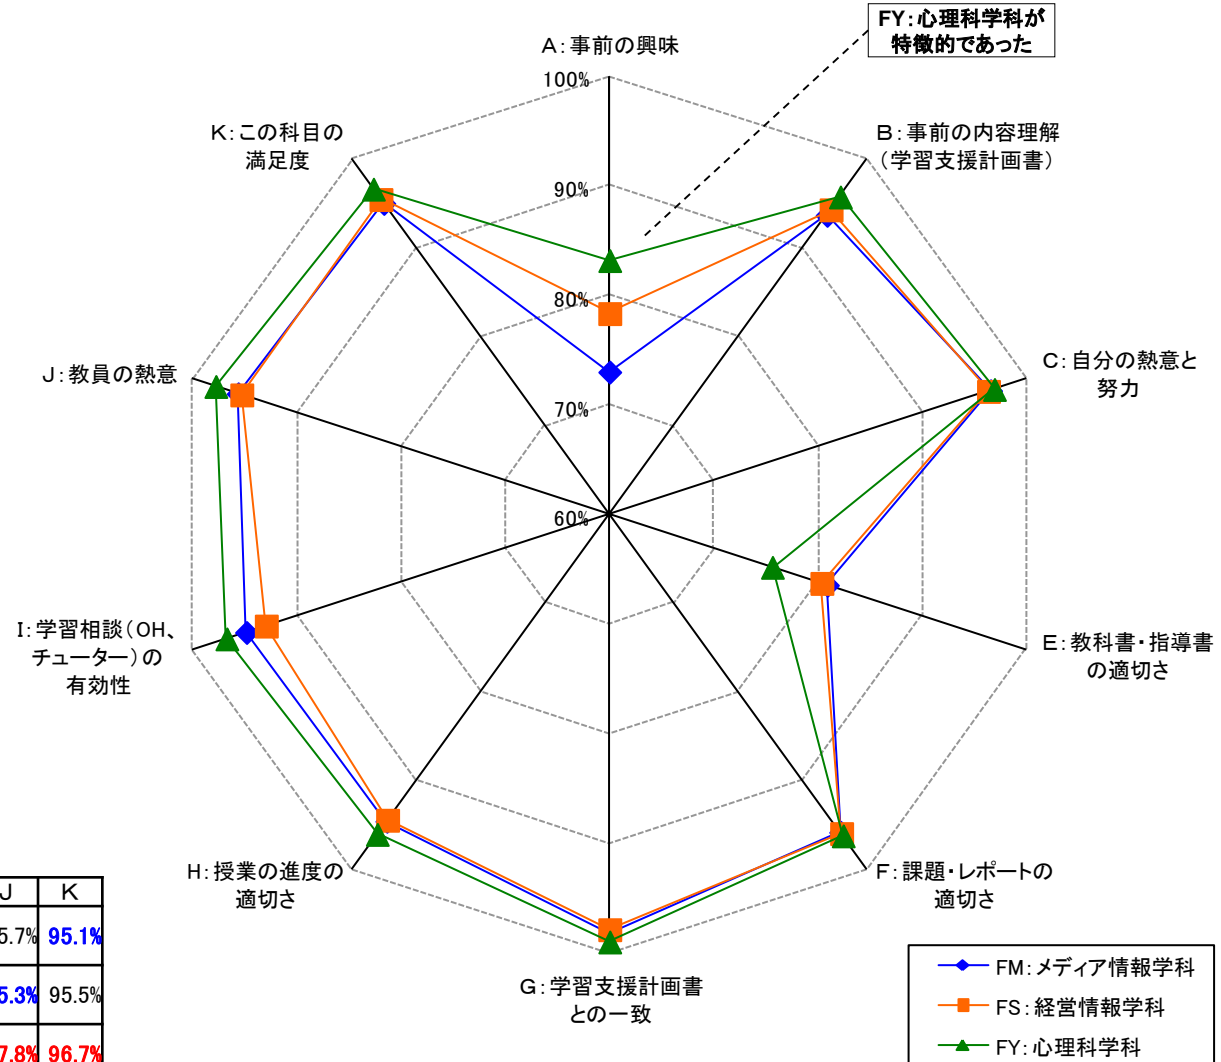 FY:心理科学科が
特徴的であった
A:事前の興味
100%
K:この科目の
満足度
B:事前の内容理解
(学習支援計画書)
90%
80%
J:教員の熱意
C:自分の熱意と
努力
70%
60%
I:学習相談(OH、
チューター)の
有効性
E:教科書・指導書
の適切さ
H:授業の進度の
適切さ
F:課題・レポートの
適切さ
G:学習支援計画書
との一致
J K
5.7% 95.1%
5.3% 95.5%
7.8% 96.7%
FM:メディア情報学科
FS:経営情報学科
FY:心理科学科